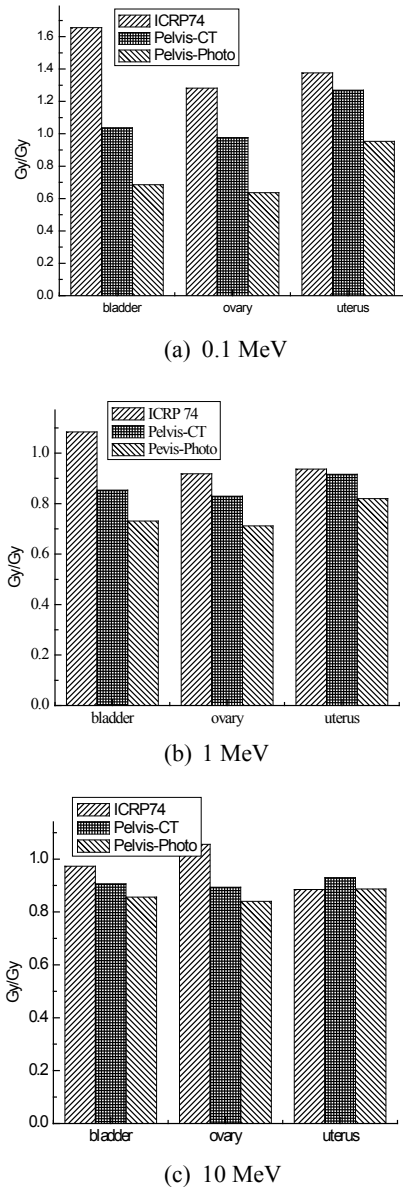 ICRP74
Pelvis-CT
Pelvis-Photo
Gy/Gy
1.6
1.4
1.2
1.0
0.8
0.6
0.4
0.2
0.0
bladder ovary uterus
(a) 0.1 MeV
ICRP 74
Pelvis-CT
Pevis-Photo
Gy/Gy
1.0
0.8
0.6
0.4
0.2
0.0
bladder ovary uterus
(b) 1 MeV
ICRP74
Pelvis-CT
Pelvis-Photo
Gy/Gy
1.0
0.8
0.6
0.4
0.2
0.0
bladder ovary uterus
(c) 10 MeV